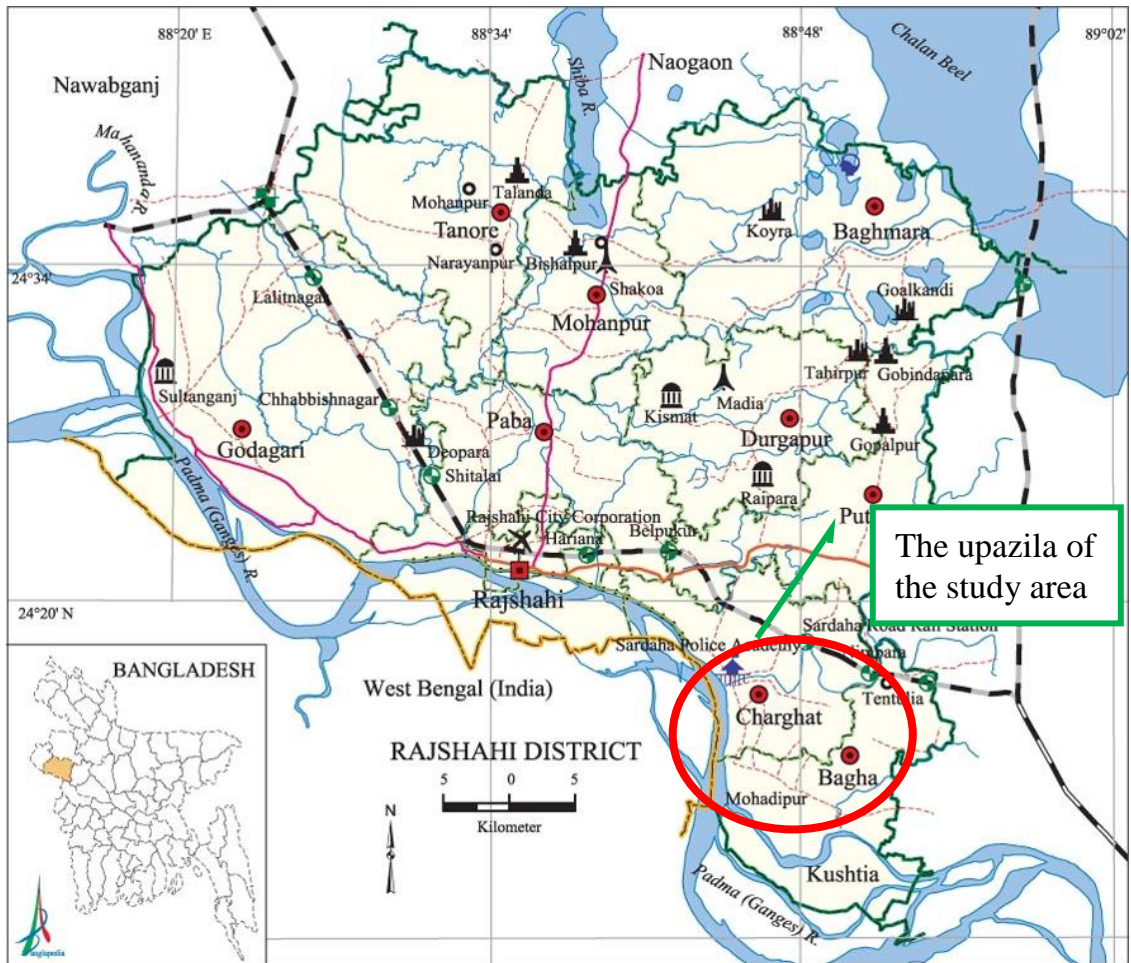 88°20' E
88°34'
88°48'
89°02'
Nawabganj
Naogaon
Chalan Beel
Shiba R.
Mahananda R.
Talanda
Mohanpur
Tanore
Koyra
Baghmara
Narayanpur
Bishalpur
24°34'
Lalitnagar
Shakoa
Goalkandi
Mohanpur
Tahirpur
Gobindapara
Sultanganj
Chhabbishnagar
Kismat
Madia
Godagari
Paba
Durgapur
Gopalpur
Deopara
Shitalai
Raipara
Padma (Ganges) R.
Put
Rajshahi City Corporation
Hariana
Belpukur
The upazila of
the study area
24°20' N
Rajshahi
Sardaha Road Rail Station
Sardaha Police Academy
BANGLADESH
West Bengal (India)
Tentulia
Charghat
RAJSHAHI DISTRICT
Bagha
5 0 5
Mohadipur
N
Kilometer
Kushtia
Padma (Ganges) R.
anglapedia